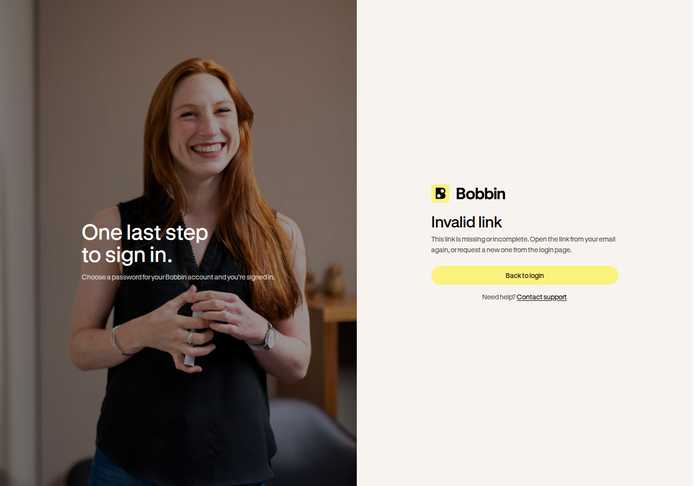 One last step
to sign in.
Choose a password for your Bobbin account and you're signed in.
Bobbin
Invalid link
This link is missing or incomplete. Open the link from your email
again, or request a new one from the login page.
Back to login
Need help? Contact support